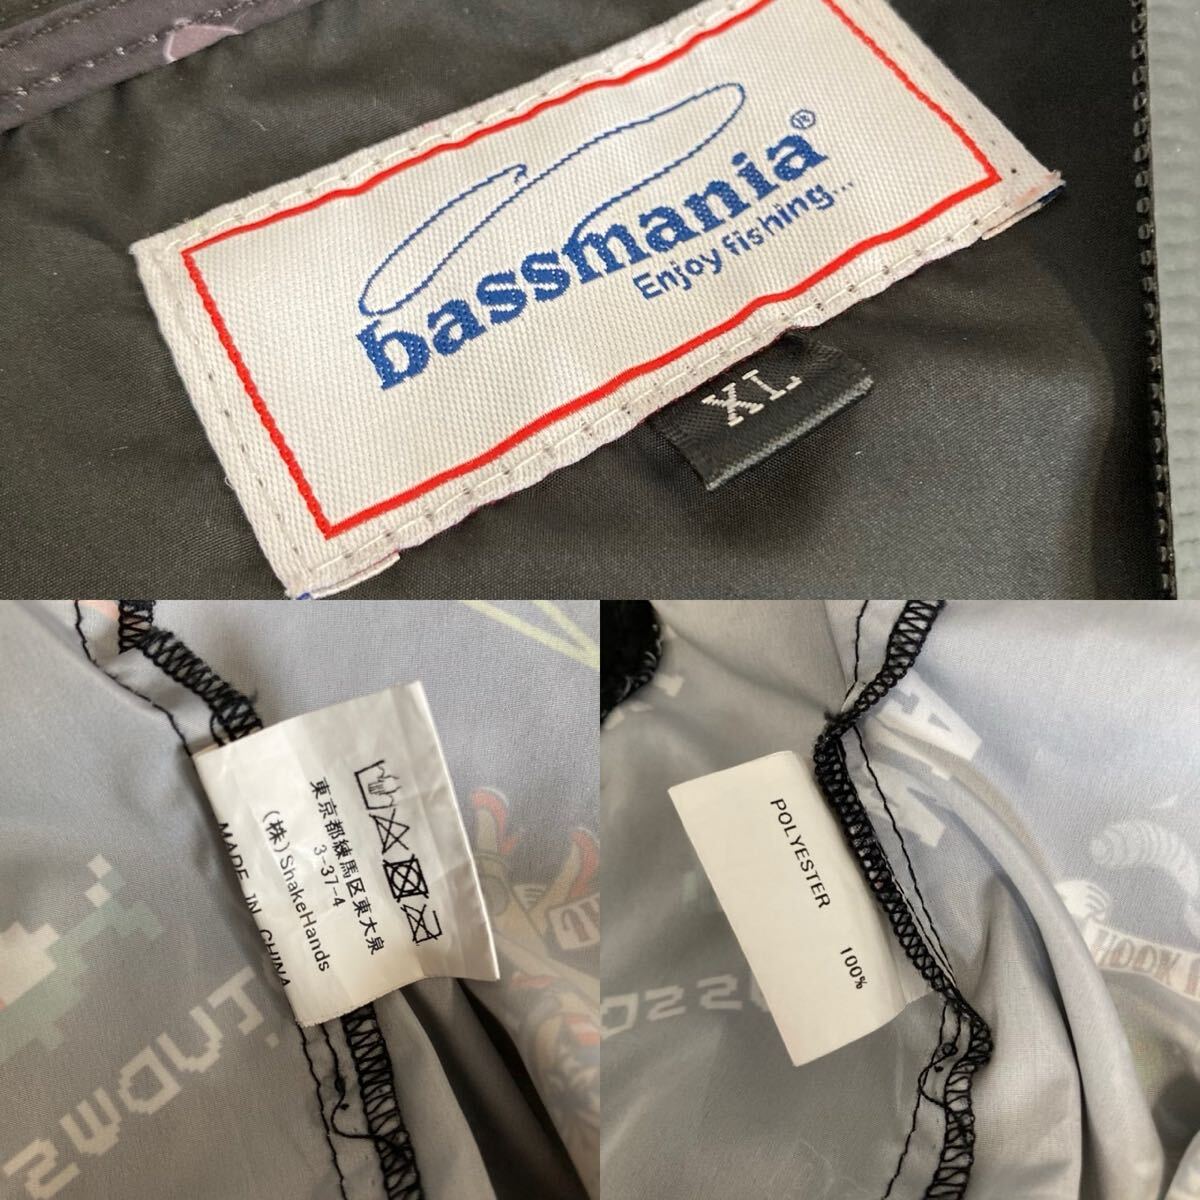 bassmania®
Enjoy fishing...
XL
東京都練馬区東大泉
3-37-4
(株)ShakeHands
MADE IN CHINA
POLYESTER 100%
HOOK